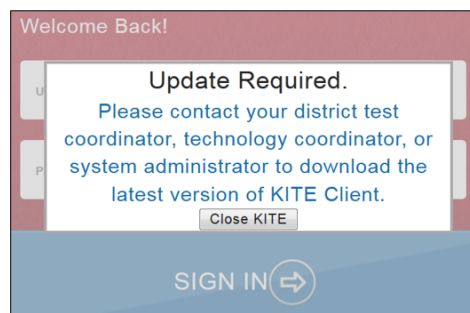 Welcome Back!
Update Required.
U
Please contact your district test
coordinator, technology coordinator, or
P
system administrator to download the
latest version of KITE Client.
Close KITE
SIGN IN